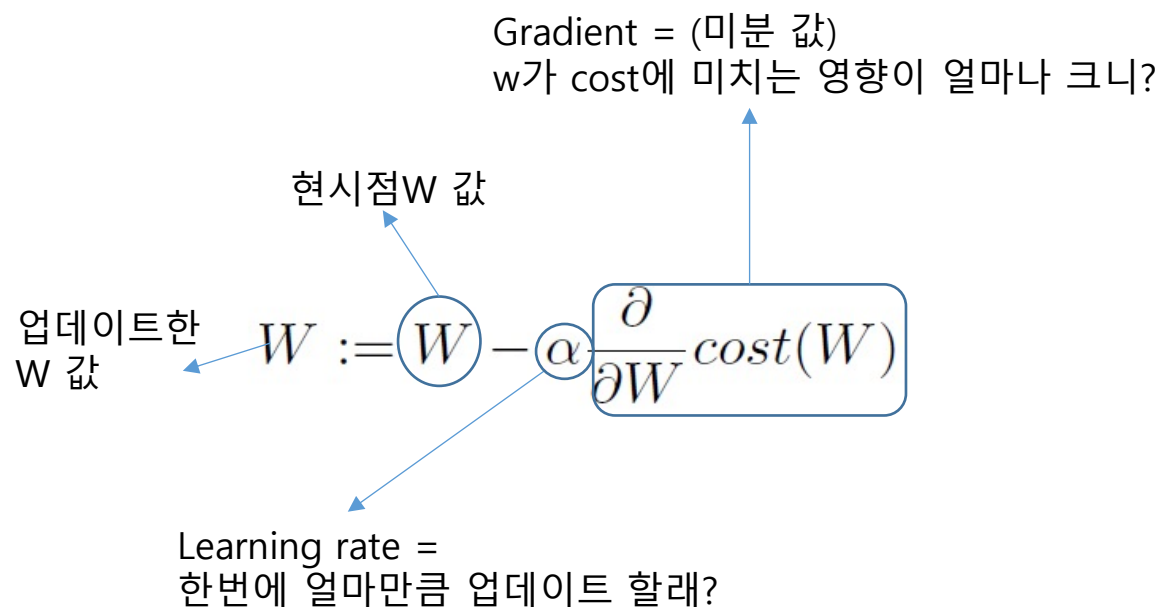 Gradient = (미분 값)
w가 cost에 미치는 영향이 얼마나 크니?
현시점W 값
업데이트한
W 값
W := W − α ∂/∂W cost(W)
Learning rate =
한번에 얼마만큼 업데이트 할래?